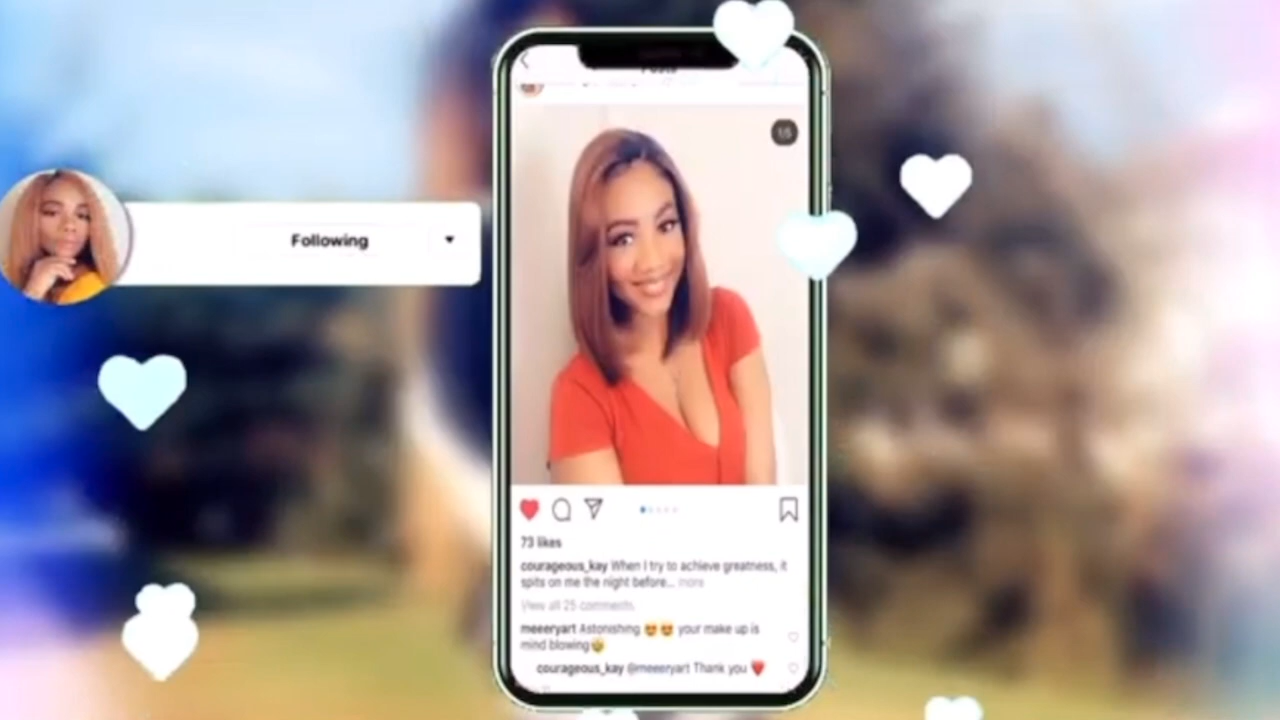 Posts
1/5
Following
73 likes
courageous_kay When I try to achieve greatness, it
spits on me the night before... more
View all 25 comments
meeeryart Astonishing 😍😍 your make up is
mind blowing🤩
courageous_kay @meeeryart Thank you ❤️